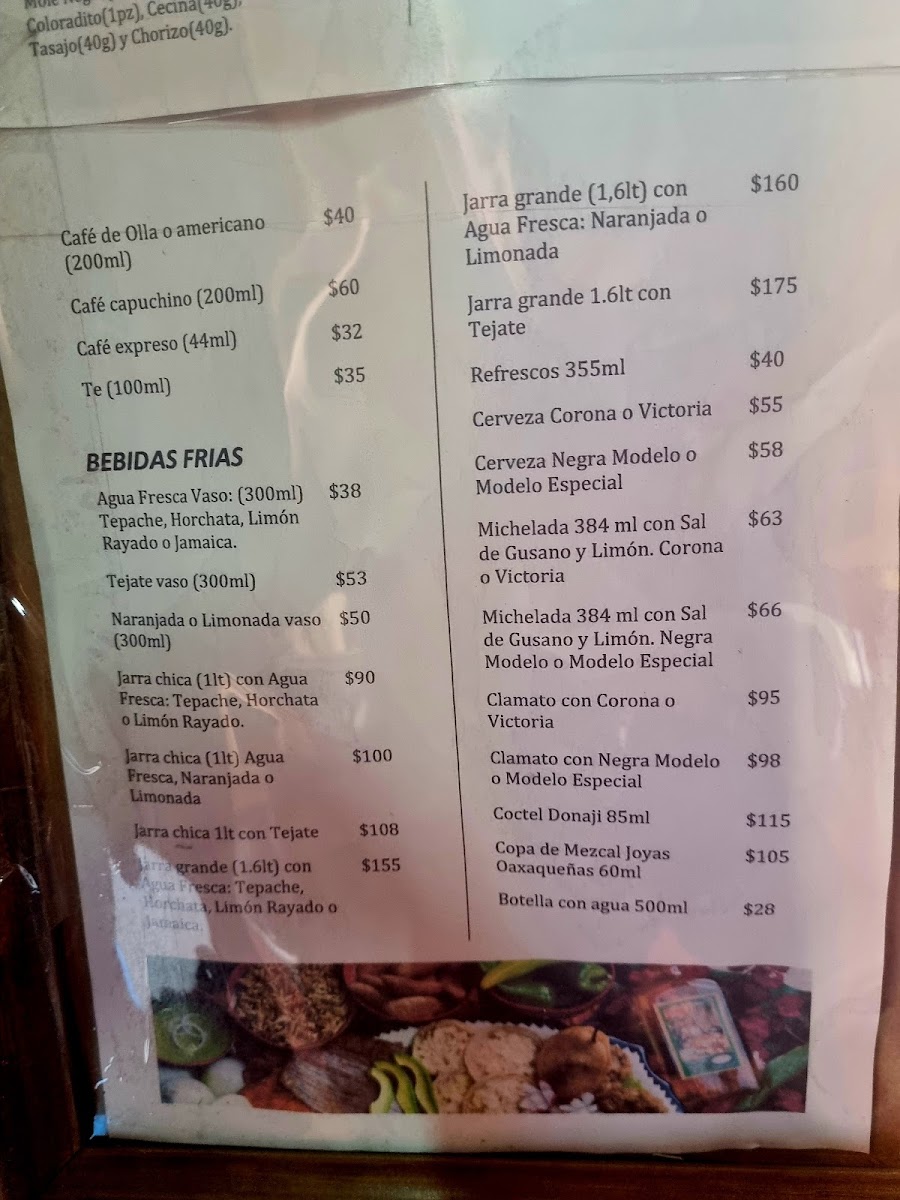 Coloradito(1pz), Cecina(40g),
Tasajo(40g) y Chorizo(40g).
Café de Olla o americano $40
(200ml)
Café capuchino (200ml) $60
Café expreso (44ml) $32
Te (100ml) $35
BEBIDAS FRIAS
Agua Fresca Vaso: (300ml) $38
Tepache, Horchata, Limón
Rayado o Jamaica.
Tejate vaso (300ml) $53
Naranjada o Limonada vaso $50
(300ml)
Jarra chica (1lt) con Agua $90
Fresca: Tepache, Horchata
o Limón Rayado.
Jarra chica (1lt) Agua $100
Fresca, Naranjada o
Limonada
Jarra chica 1lt con Tejate $108
Jarra grande (1.6lt) con $155
Agua Fresca: Tepache,
Horchata, Limón Rayado o
Jamaica.
Jarra grande (1,6lt) con $160
Agua Fresca: Naranjada o
Limonada
Jarra grande 1.6lt con $175
Tejate
Refrescos 355ml $40
Cerveza Corona o Victoria $55
Cerveza Negra Modelo o $58
Modelo Especial
Michelada 384 ml con Sal $63
de Gusano y Limón. Corona
o Victoria
Michelada 384 ml con Sal $66
de Gusano y Limón. Negra
Modelo o Modelo Especial
Clamato con Corona o $95
Victoria
Clamato con Negra Modelo $98
o Modelo Especial
Coctel Donaji 85ml $115
Copa de Mezcal Joyas $105
Oaxaqueñas 60ml
Botella con agua 500ml $28